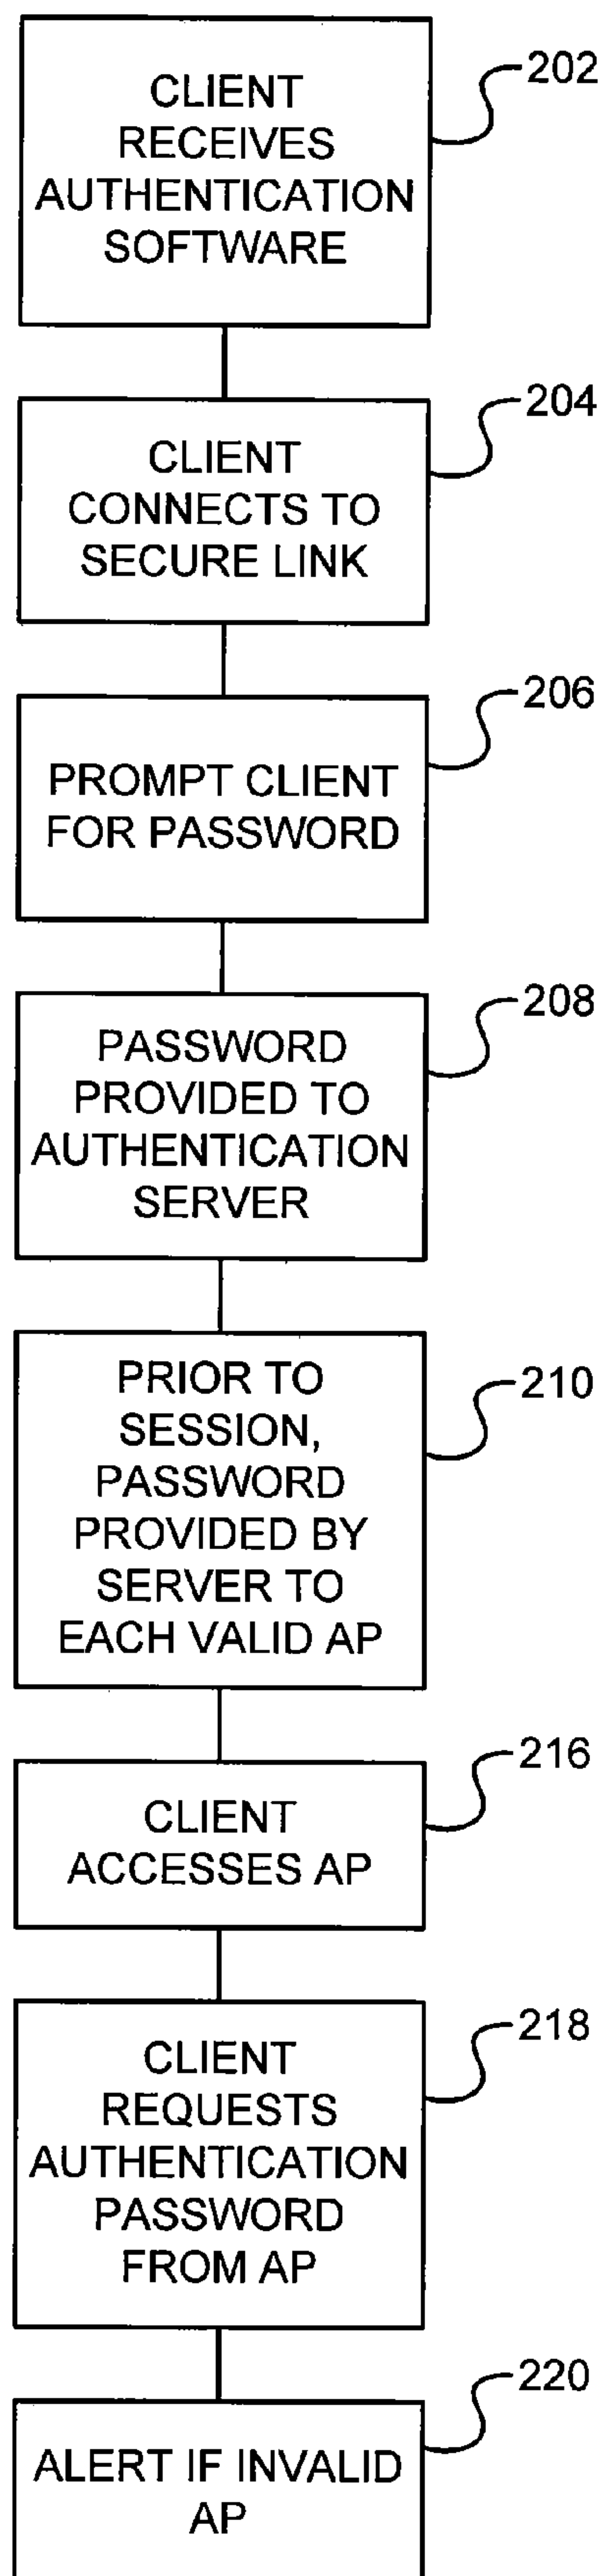 CLIENT
RECEIVES
AUTHENTICATION
SOFTWARE
202
CLIENT
CONNECTS TO
SECURE LINK
204
PROMPT CLIENT
FOR PASSWORD
206
PASSWORD
PROVIDED TO
AUTHENTICATION
SERVER
208
PRIOR TO
SESSION,
PASSWORD
PROVIDED BY
SERVER TO
EACH VALID AP
210
CLIENT
ACCESSES AP
216
CLIENT
REQUESTS
AUTHENTICATION
PASSWORD
FROM AP
218
ALERT IF INVALID
AP
220